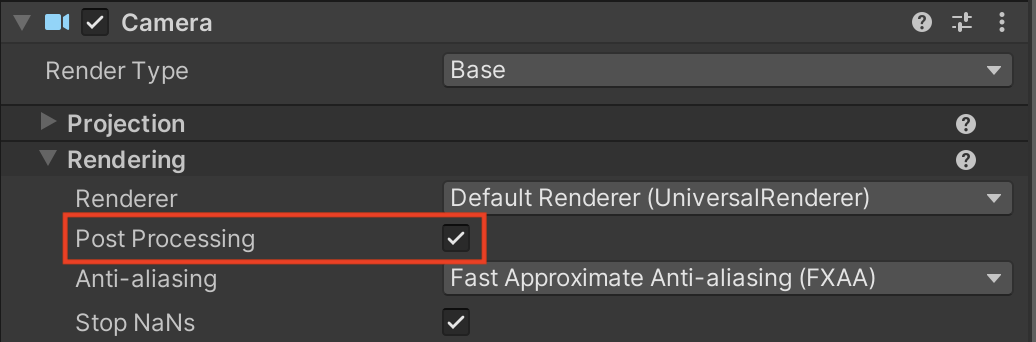 Camera
Render Type Base
Projection
Rendering
Renderer Default Renderer (UniversalRenderer)
Post Processing
Anti-aliasing Fast Approximate Anti-aliasing (FXAA)
Stop NaNs